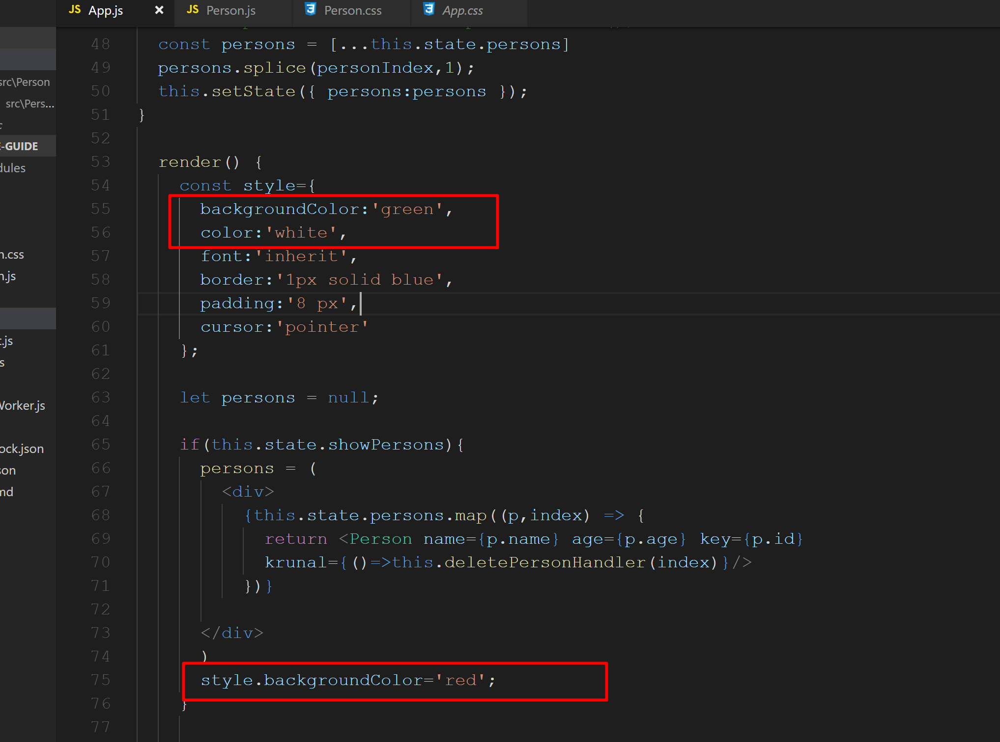 JS App.js × JS Person.js 3 Person.css 3 App.css
src\Person
src\Pers...
E-GUIDE
dules
n.css
n.js
t.js
s
Worker.js
ock.json
son
md
48 const persons = [...this.state.persons]
49 persons.splice(personIndex,1);
50 this.setState({ persons:persons });
51 }
52
53 render() {
54 const style={
55 backgroundColor:'green',
56 color:'white',
57 font:'inherit',
58 border:'1px solid blue',
59 padding:'8 px',
60 cursor:'pointer'
61 };
62
63 let persons = null;
64
65 if(this.state.showPersons){
66 persons = (
67 <div>
68 {this.state.persons.map((p,index) => {
69 return <Person name={p.name} age={p.age} key={p.id}
70 krunal={()=>this.deletePersonHandler(index)}/>
71 })}
72
73 </div>
74 )
75 style.backgroundColor='red';
76 }
77